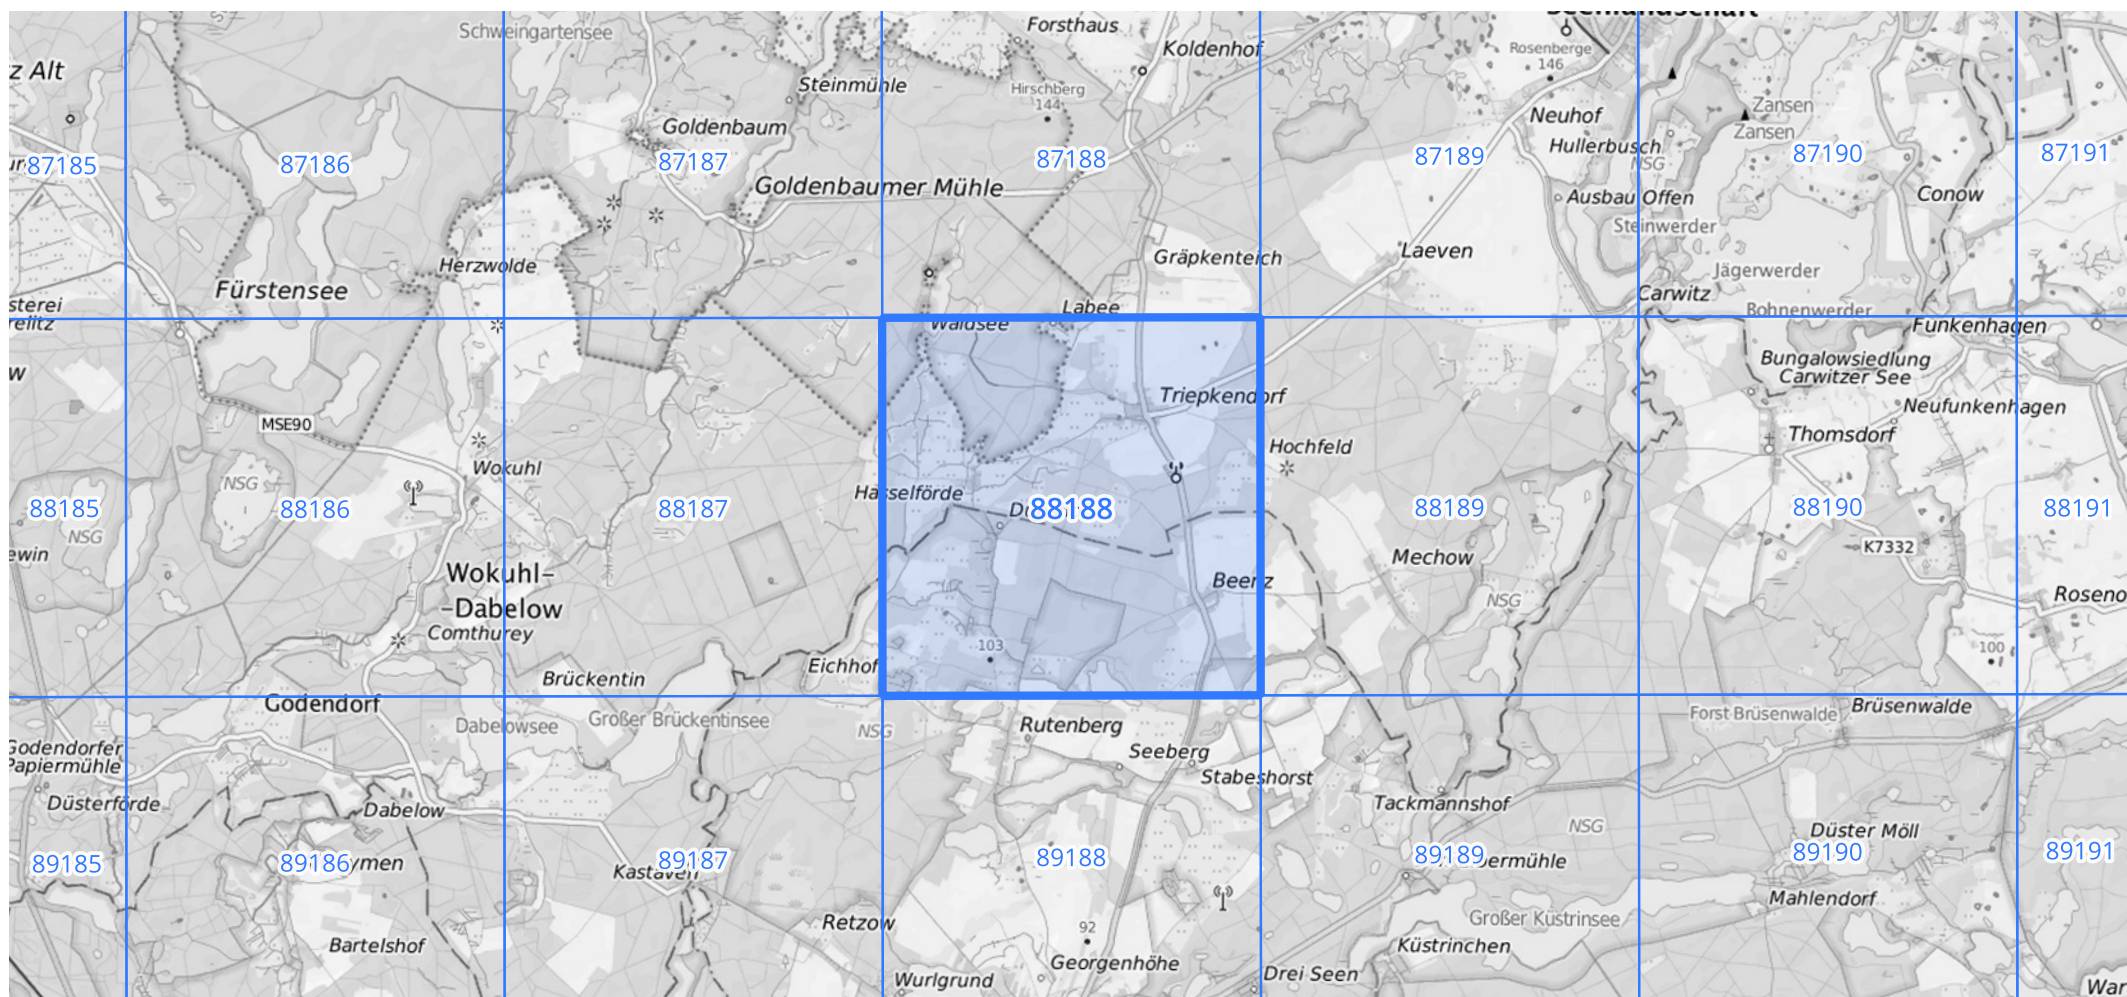 Seenlandschaft
Forsthaus
Schweingartensee
Koldenhof
Rosenberge
146
z Alt
Steinmühle
Hirschberg
144
Zansen
Neuhof
Goldenbaum
Zansen
Hullerbusch
NSG
87185
87186
87187
87188
87189
87190
87191
Goldenbaumer Mühle
Ausbau Offen
Conow
Steinwerder
Laeven
Gräpkenteich
Herzwolde
Jägerwerder
Fürstensee
Carwitz
sterei
relitz
Labee
Bohnenwerder
Waldsee
Funkenhagen
Bungalowsiedlung
Carwitzer See
w
Triepkendorf
Neufunkenhagen
MSE90
Thomsdorf
Hochfeld
Wokuhl
NSG
Hasselförde
88185
88186
88187
88188
88189
88190
88191
NSG
ewin
Mechow
K7332
Wokuhl-
-Dabelow
Beenz
Roseno
NSG
Comthurey
103
100
Eichhof
Brückentin
Godendorf
Brüsenwalde
Forst Brüsenwalde
Großer Brückentinsee
Dabelowsee
NSG
Rutenberg
Godendorfer
Papiermühle
Seeberg
Stabeshorst
Düsterförde
Dabelow
Tackmannshof
NSG
Düster Möll
89185
89186
ymen
89187
89188
89189
ermühle
89190
89191
Kastaven
Mahlendorf
Retzow
92
Großer Küstrinsee
Bartelshof
Küstrinchen
Georgenhöhe
Drei Seen
Wurlgrund
War